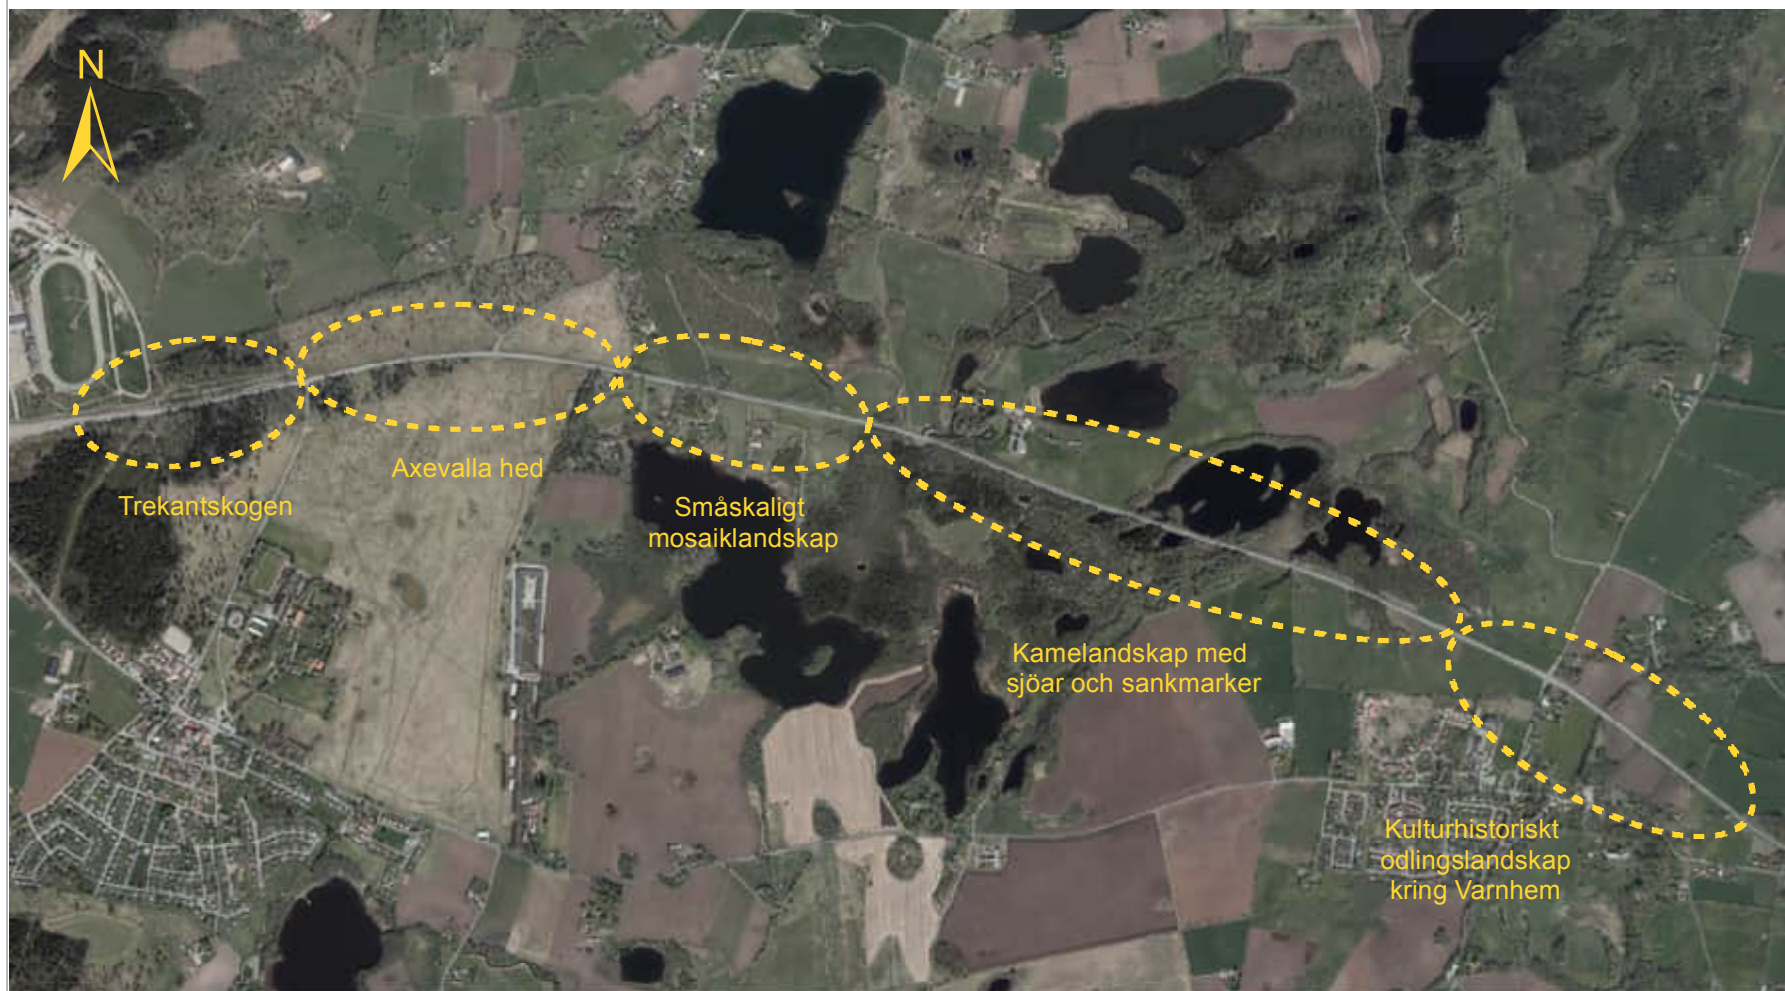 N
Axevalla hed
Trekantskogen
Småskaligt
mosaiklandskap
Kamelandskap med
sjöar och sankmarker
Kulturhistoriskt
odlingslandskap
kring Varnhem